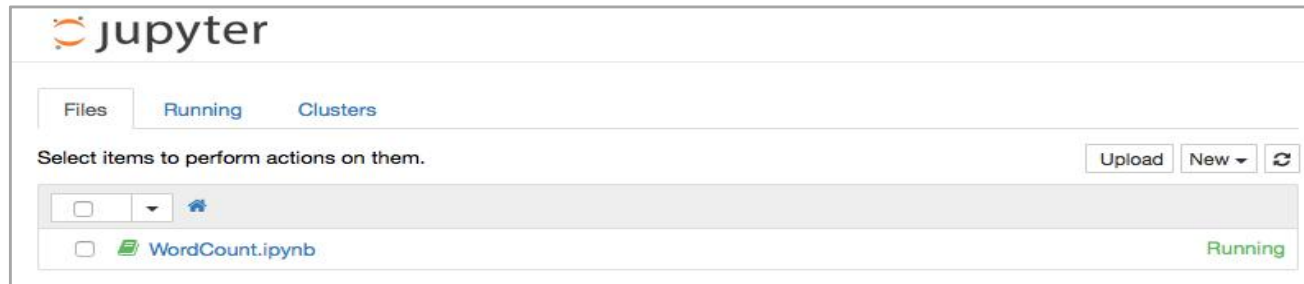 jupyter
Files Running Clusters
Select items to perform actions on them. Upload New
WordCount.ipynb Running